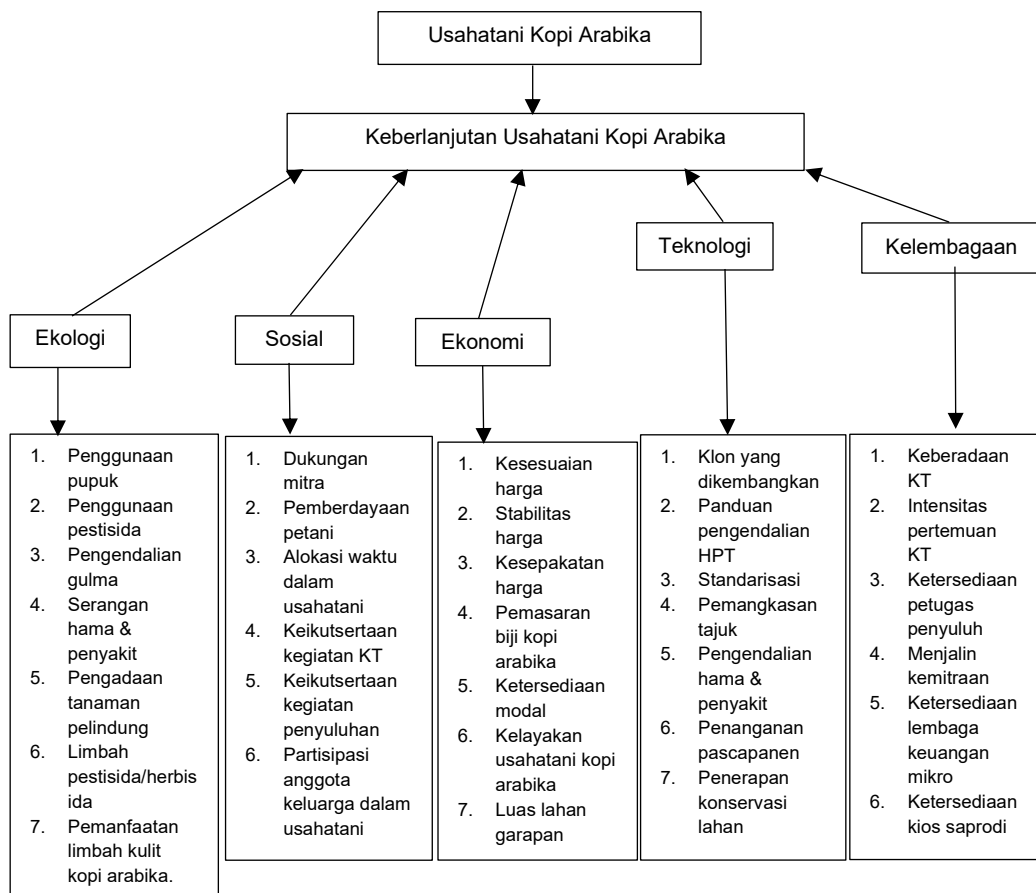 Usahatani Kopi Arabika
Keberlanjutan Usahatani Kopi Arabika
Teknologi
Kelembagaan
Ekologi
Sosial
Ekonomi
1. Penggunaan
pupuk
2. Penggunaan
pestisida
3. Pengendalian
gulma
4. Serangan
hama &
penyakit
5. Pengadaan
tanaman
pelindung
6. Limbah
pestisida/herbis
ida
7. Pemanfaatan
limbah kulit
kopi arabika.
1. Dukungan
mitra
2. Pemberdayaan
petani
3. Alokasi waktu
dalam
usahatani
4. Keikutsertaan
kegiatan KT
5. Keikutsertaan
kegiatan
penyuluhan
6. Partisipasi
anggota
keluarga dalam
usahatani
1. Kesesuaian
harga
2. Stabilitas
harga
3. Kesepakatan
harga
4. Pemasaran
biji kopi
arabika
5. Ketersediaan
modal
6. Kelayakan
usahatani kopi
arabika
7. Luas lahan
garapan
1. Klon yang
dikembangkan
2. Panduan
pengendalian
HPT
3. Standarisasi
4. Pemangkasan
tajuk
5. Pengendalian
hama &
penyakit
6. Penanganan
pascapanen
7. Penerapan
konservasi
lahan
1. Keberadaan
KT
2. Intensitas
pertemuan
KT
3. Ketersediaan
petugas
penyuluh
4. Menjalin
kemitraan
5. Ketersediaan
lembaga
keuangan
mikro
6. Ketersediaan
kios saprodi